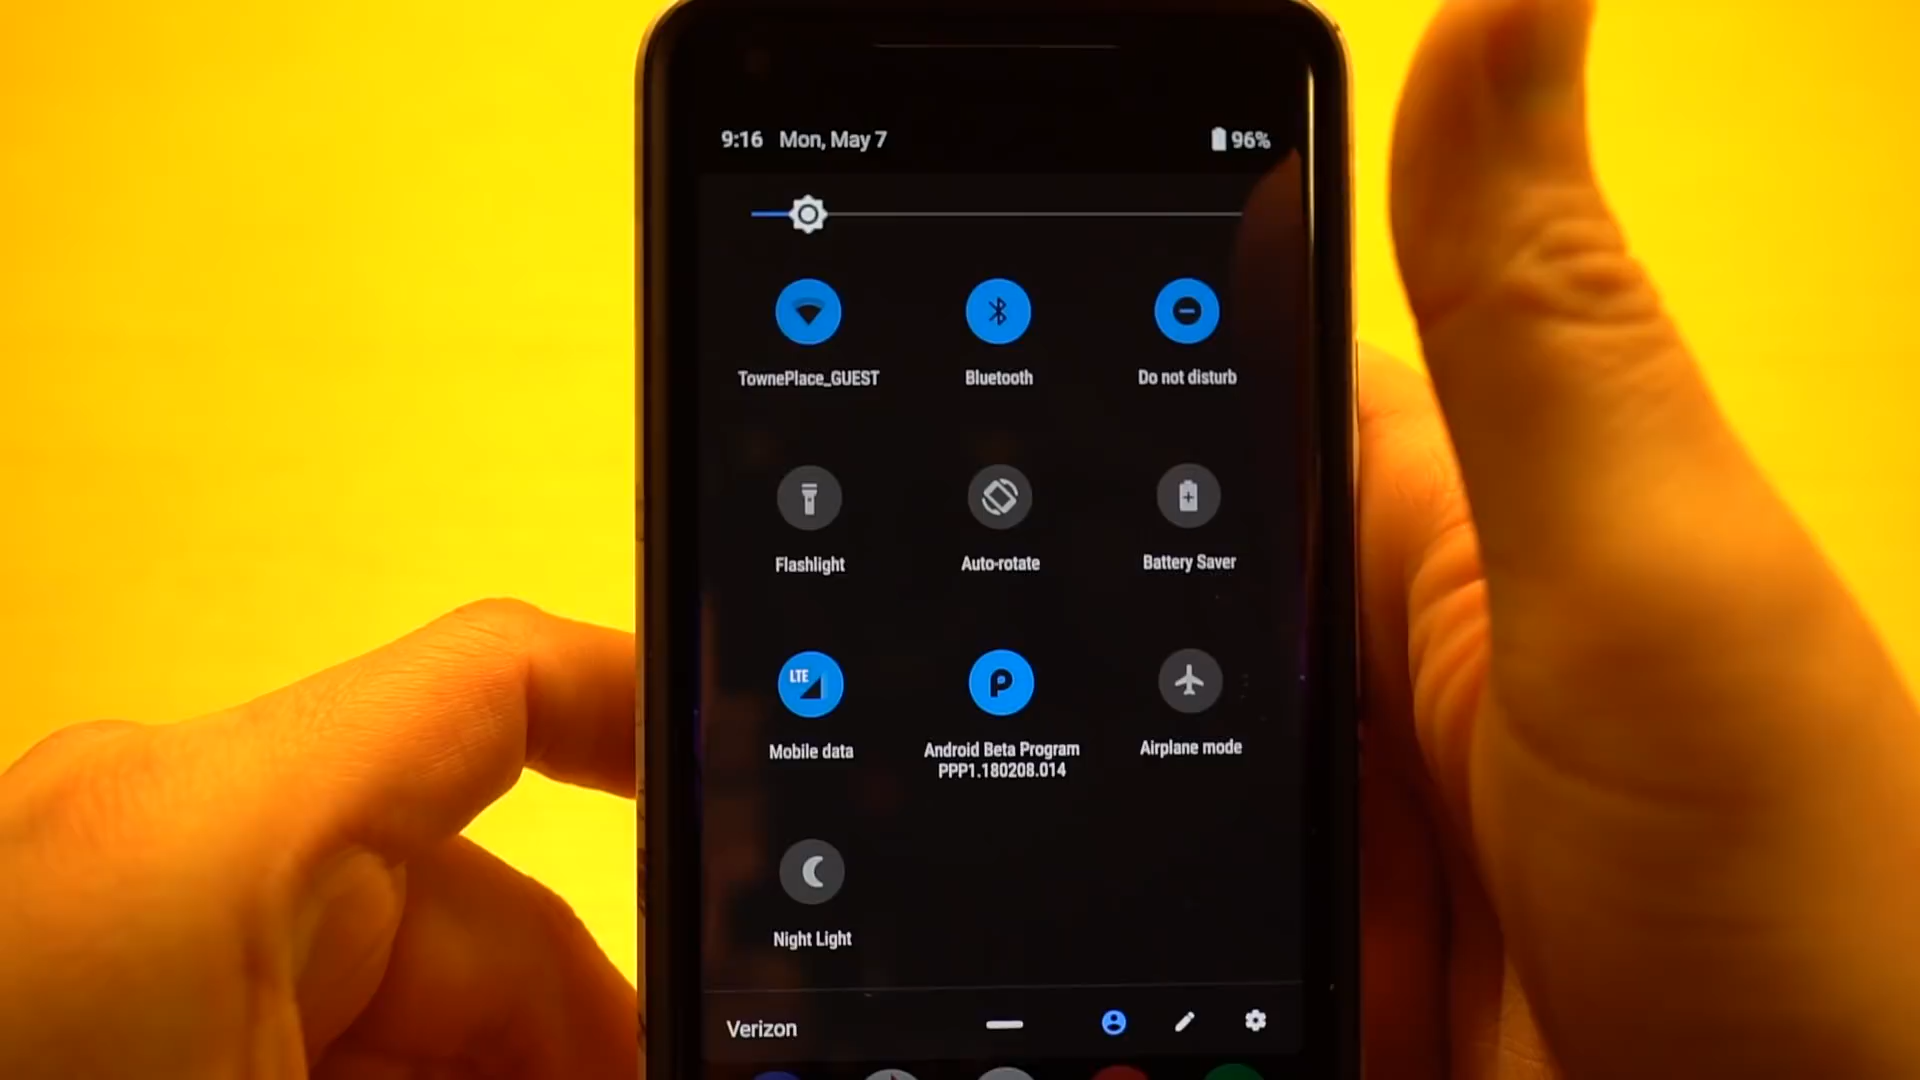 9:16 Mon, May 7 96%
TownePlace_GUEST Bluetooth Do not disturb
Flashlight Auto-rotate Battery Saver
LTE
Mobile data Android Beta Program Airplane mode
PPP1.180208.014
Night Light
Verizon